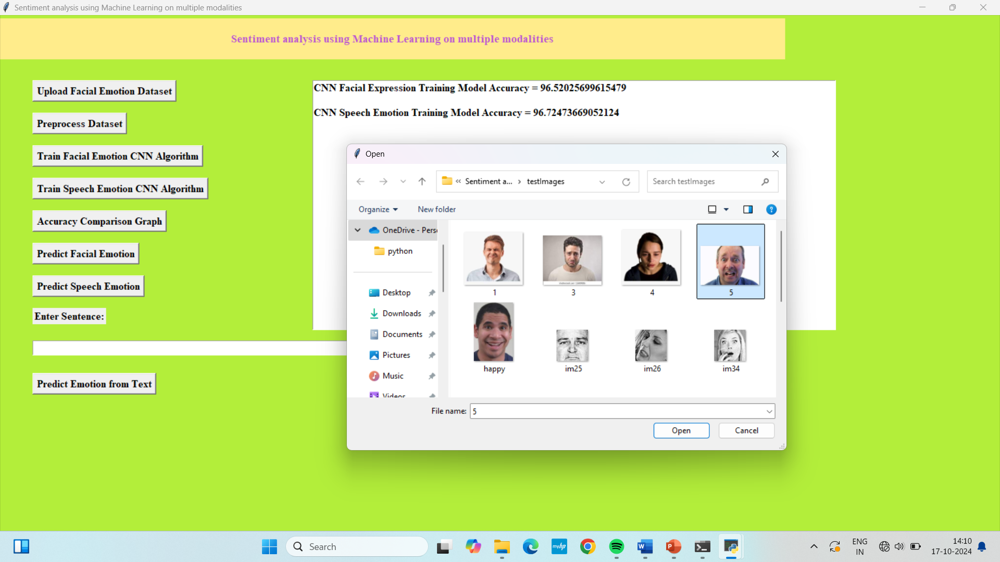 Sentiment analysis using Machine Learning on multiple modalities
Sentiment analysis using Machine Learning on multiple modalities
Upload Facial Emotion Dataset
Preprocess Dataset
Train Facial Emotion CNN Algorithm
Train Speech Emotion CNN Algorithm
Accuracy Comparison Graph
Predict Facial Emotion
Predict Speech Emotion
Enter Sentence:
Predict Emotion from Text
CNN Facial Expression Training Model Accuracy = 96.52025699615479
CNN Speech Emotion Training Model Accuracy = 96.72473669052124
Open
« Sentiment a... › testImages
Search testImages
Organize
New folder
OneDrive - Pers
python
Desktop
Downloads
Documents
Pictures
Music
Videos
1
3
4
5
happy
im25
im26
im34
File name: 5
Open
Cancel
Search
myhp
ENG
IN
14:10
17-10-2024